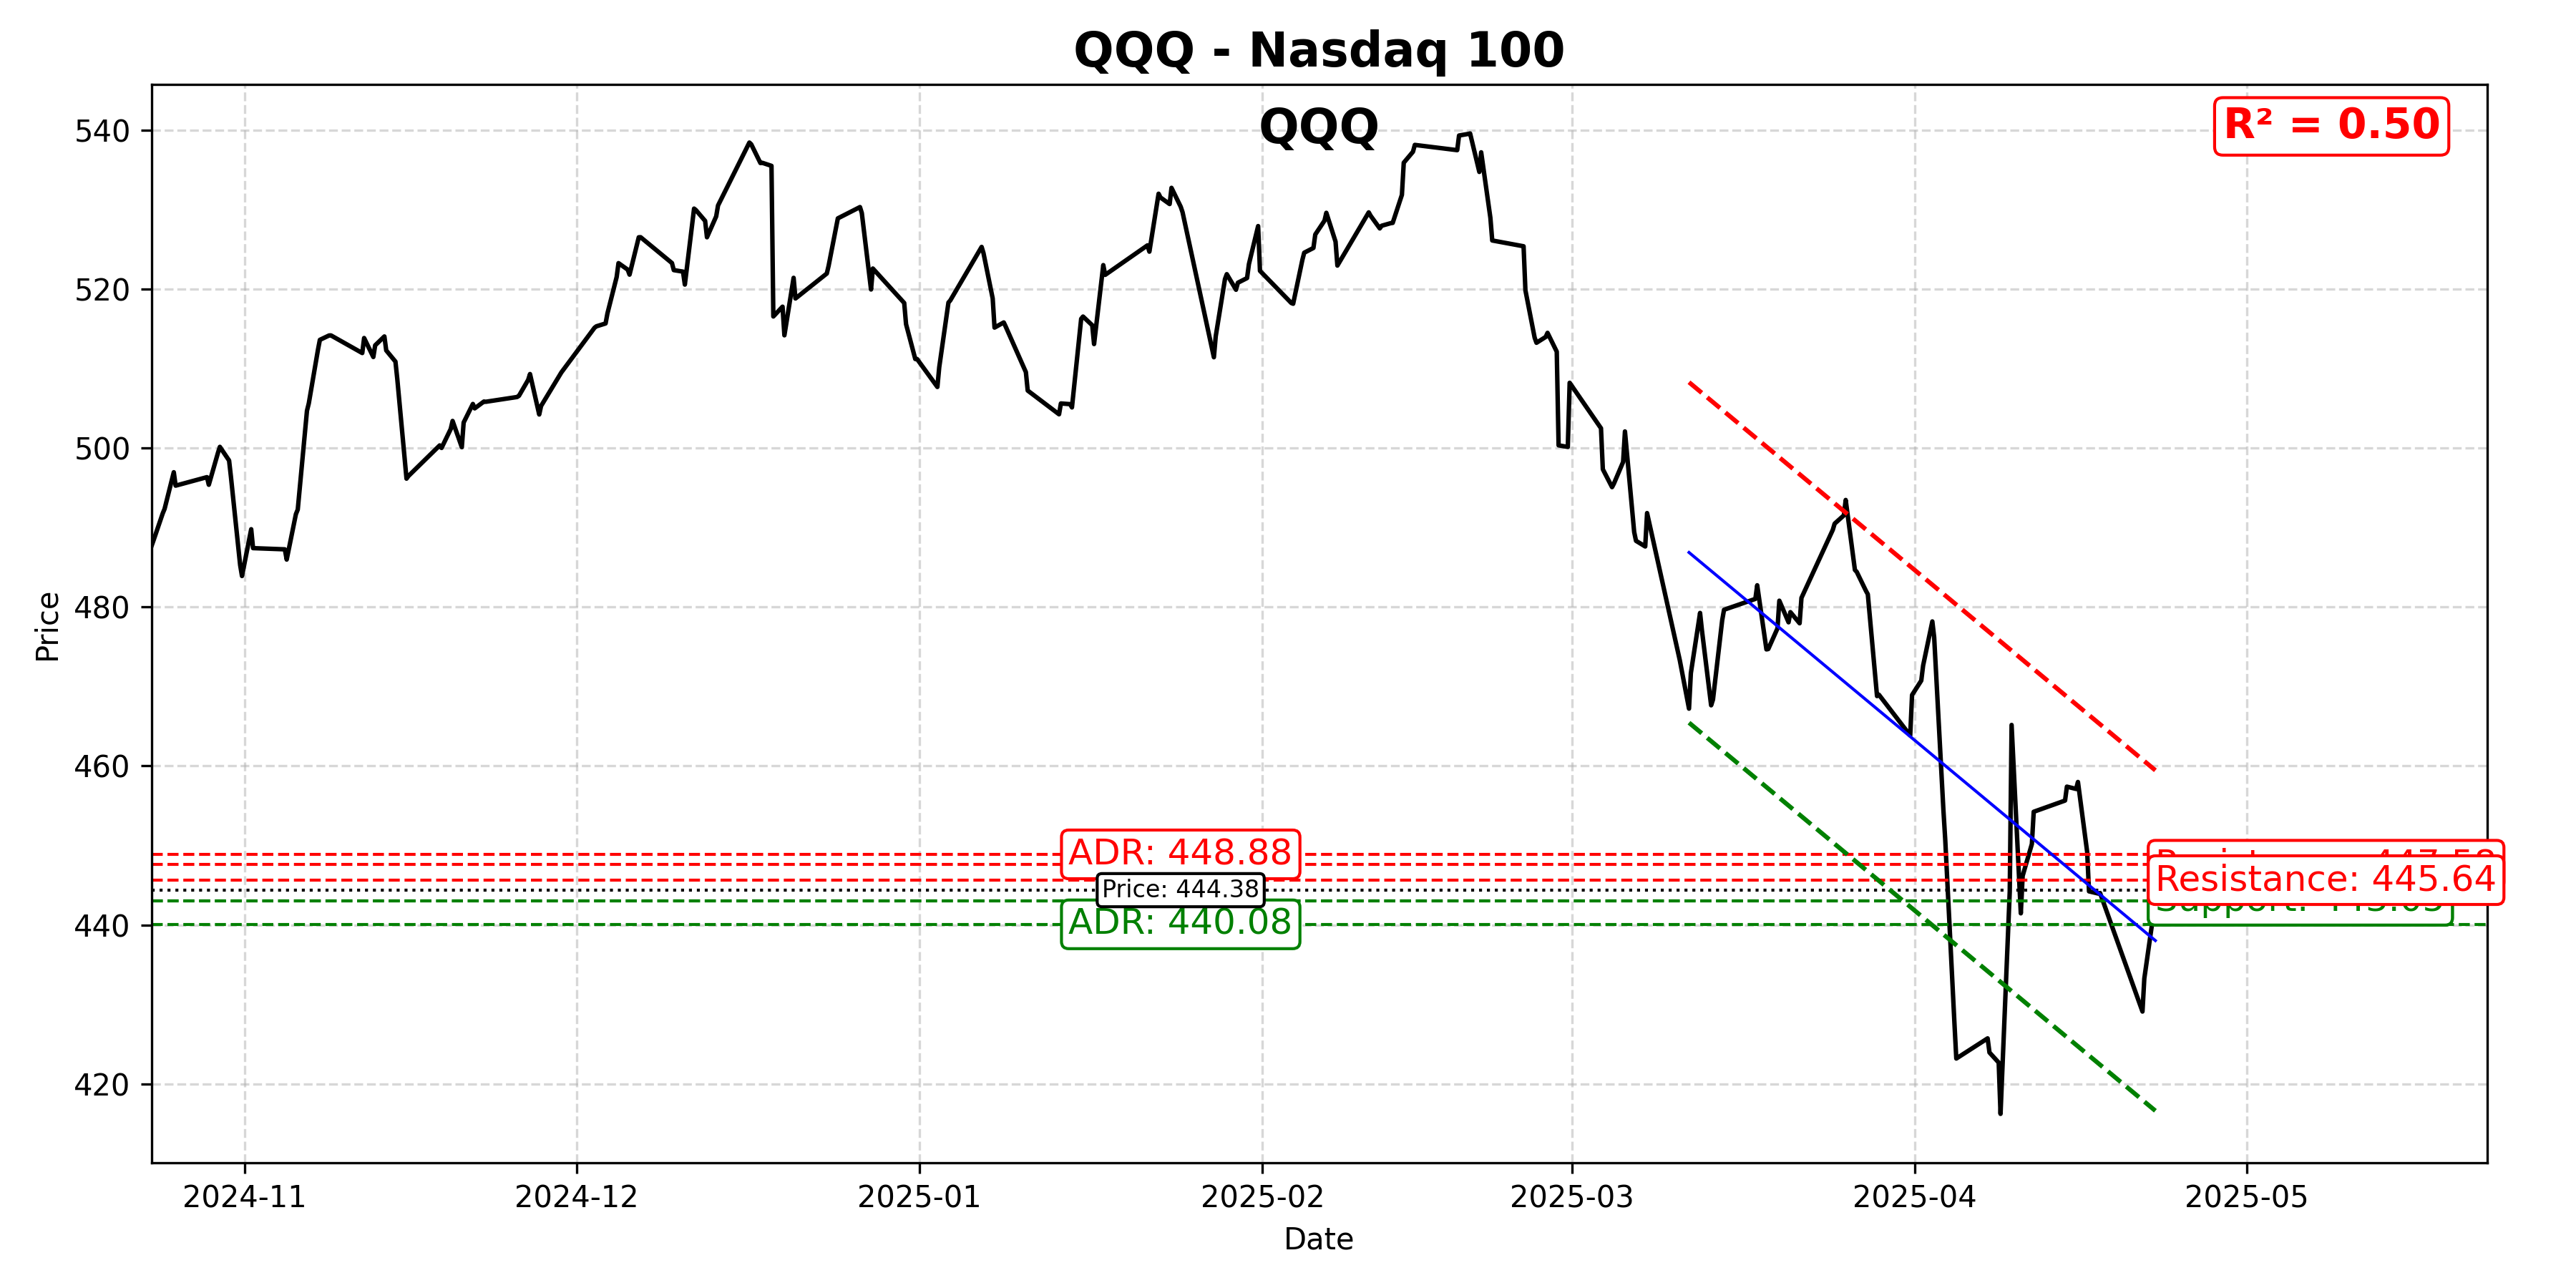 QQQ - Nasdaq 100
QQQ
R² = 0.50
540
520
500
480
460
440
420
Price
ADR: 448.88
Price: 444.38
ADR: 440.08
Resistance: 445.64
2024-11
2024-12
2025-01
2025-02
2025-03
2025-04
2025-05
Date